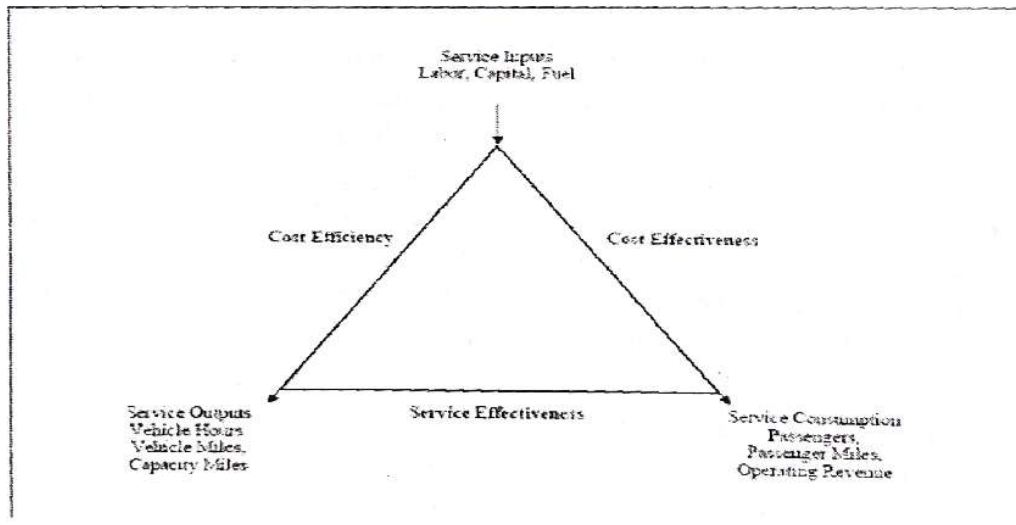 Service Inputs
Labor, Capital, Fuel
Cost Efficiency
Cost Effectiveness
Service Outputs
Vehicle Hours
Vehicle Miles,
Capacity Miles
Service Effectiveness
Service Consumption
Passengers,
Passenger Miles,
Operating Revenue